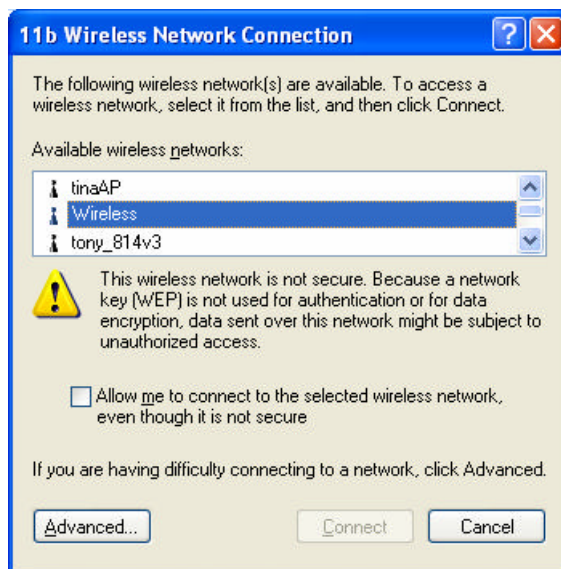 11b Wireless Network Connection
The following wireless network(s) are available. To access a
wireless network, select it from the list, and then click Connect.
Available wireless networks:
tinaAP
Wireless
tony_814v3
This wireless network is not secure. Because a network
key (WEP) is not used for authentication or for data
encryption, data sent over this network might be subject to
unauthorized access.
Allow me to connect to the selected wireless network,
even though it is not secure
If you are having difficulty connecting to a network, click Advanced.
Advanced... Connect Cancel